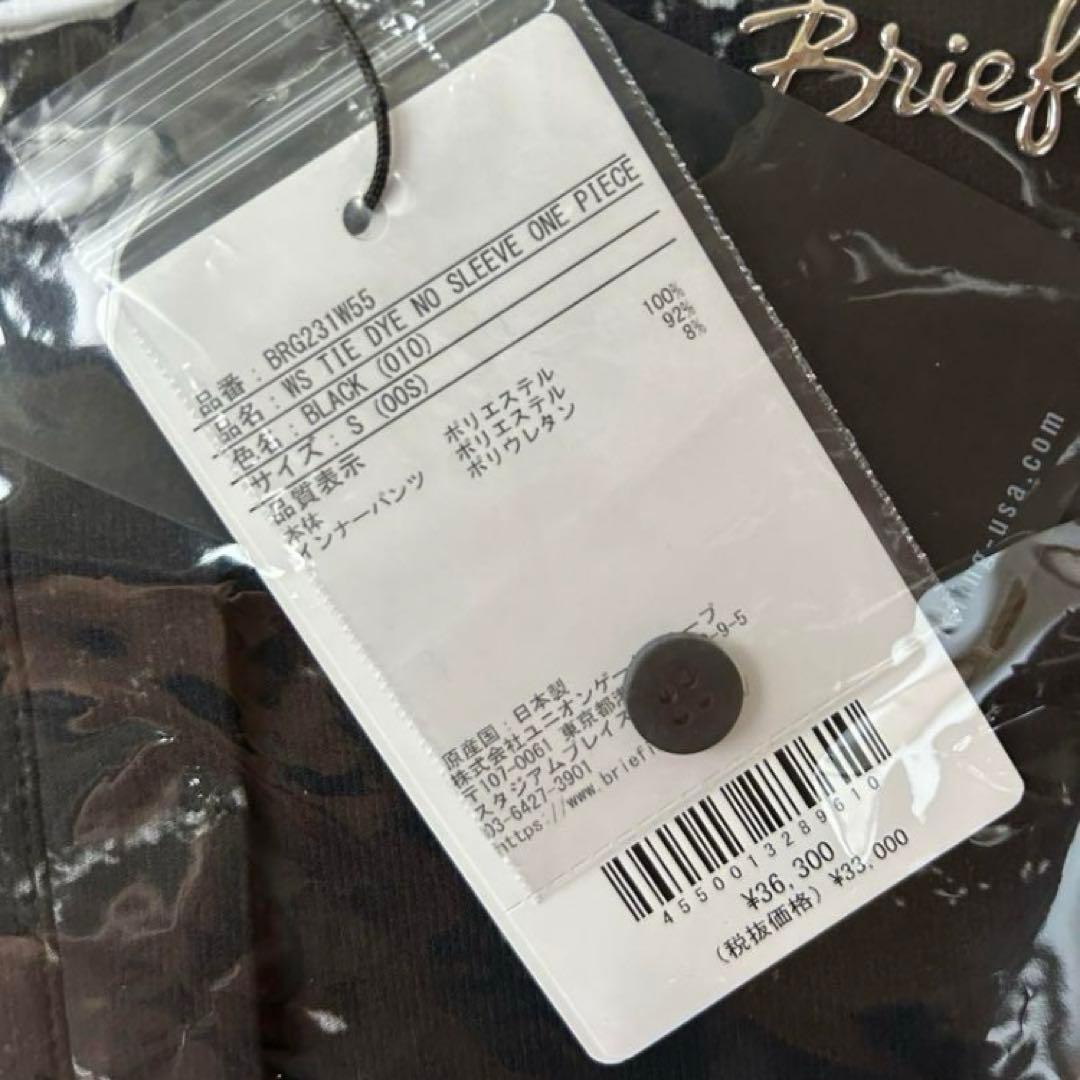 Brief
品番：BRG231W55
品名：WS TIE DYE NO SLEEVE ONE PIECE
色名：BLACK (010)
サイズ：S (00S)
品質表示
本体 ポリエステル 100%
インナーパンツ ポリエステル 92%
ポリウレタン 8%
原産国：日本製
株式会社ユニオンゲー ープ
〒107-0061 東京都港 -9-5
スタジアムプレイス
03-6427-3901
https://www.briefi
4550013289610
¥36,300
(税抜価格) ¥33,000
ng-usa.com